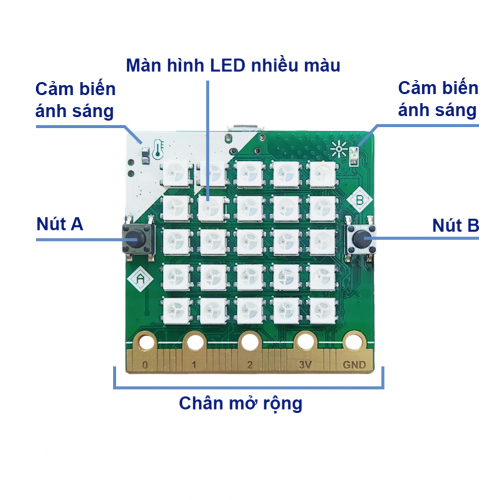 Màn hình LED nhiều màu
Cảm biến
ánh sáng
Cảm biến
ánh sáng
B
Nút A
Nút B
A
0 1 2 3V GND
Chân mở rộng